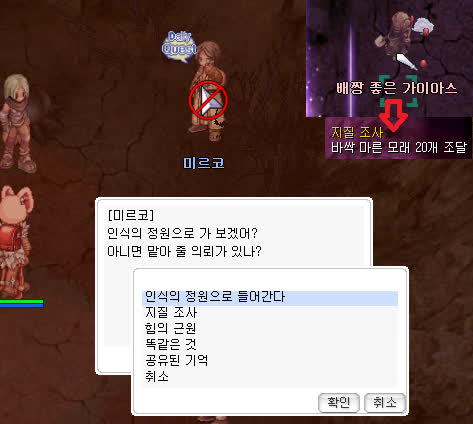 Daily
Quest
배짱 좋은 가이아스
지질 조사
바싹 마른 모래 20개 조달
미르코
[미르코]
인식의 정원으로 가 보겠어?
아니면 맡아 줄 의뢰가 있나?
인식의 정원으로 들어간다
지질 조사
힘의 근원
똑같은 것
공유된 기억
취소
확인
취소